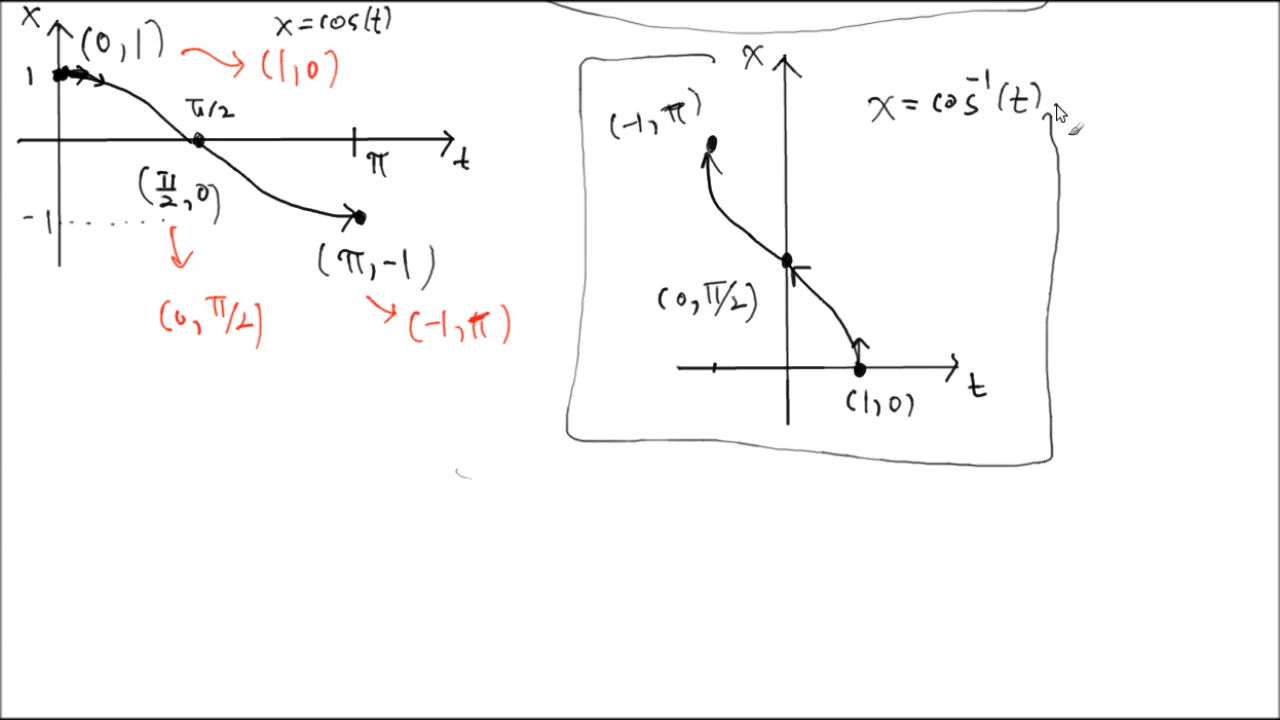 x
x = cos(t)
(0, 1)
(1, 0)
1
π/2
t
π
(π/2, 0)
-1
(π, -1)
(0, π/2)
(-1, π)
x
x = cos⁻¹(t)
(-1, π)
(0, π/2)
t
(1, 0)